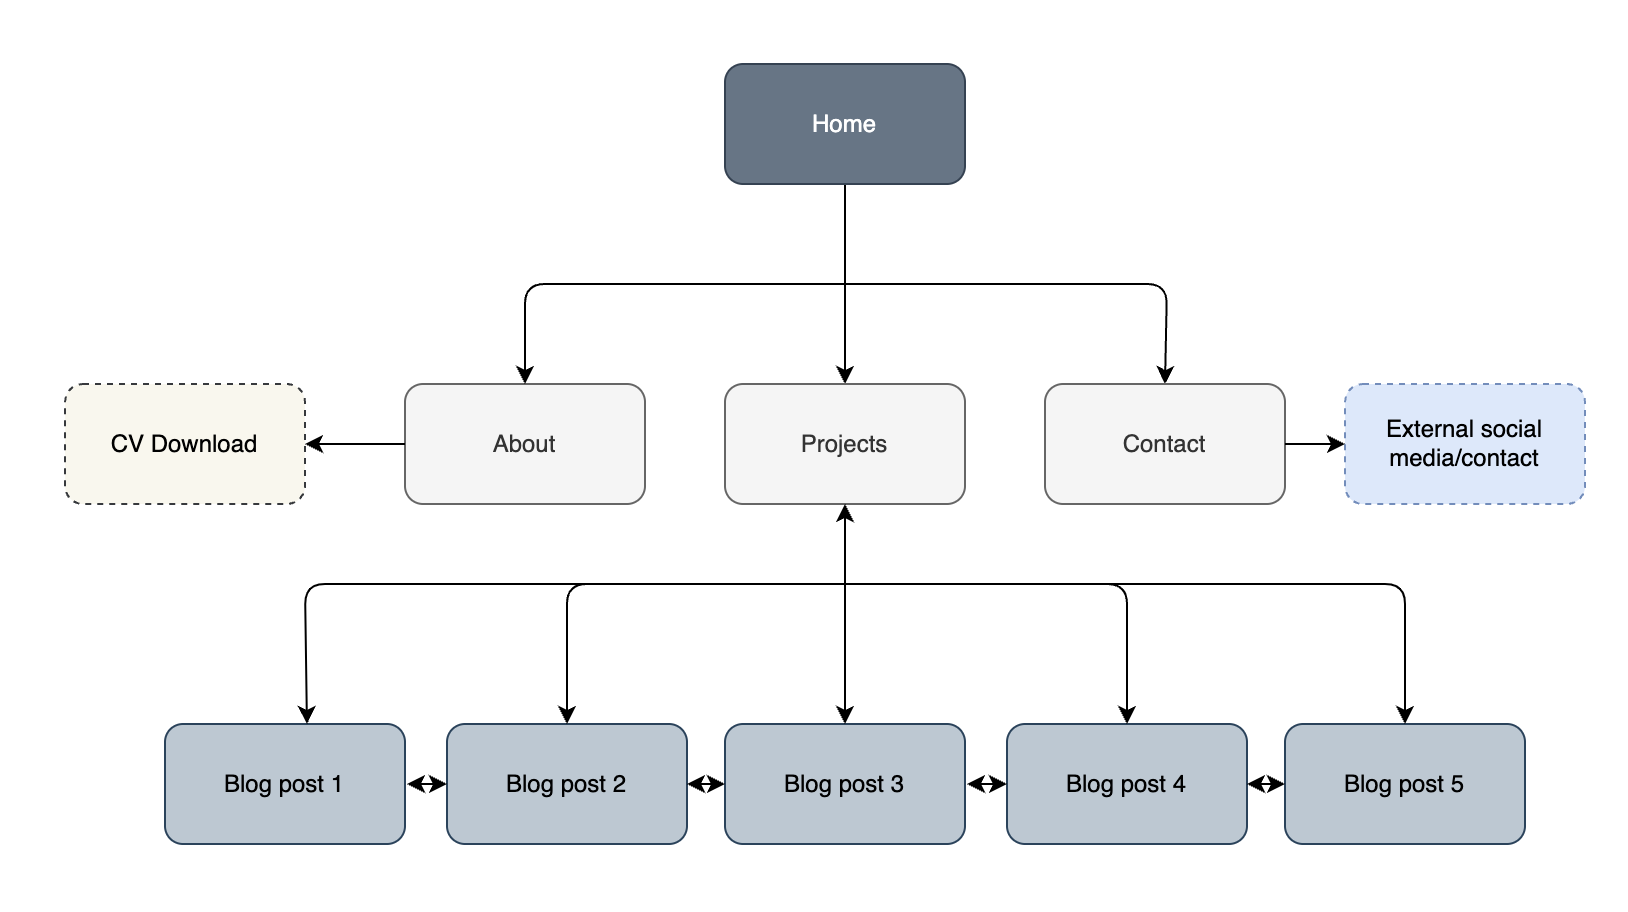 Home
CV Download
About
Projects
Contact
External social
media/contact
Blog post 1
Blog post 2
Blog post 3
Blog post 4
Blog post 5